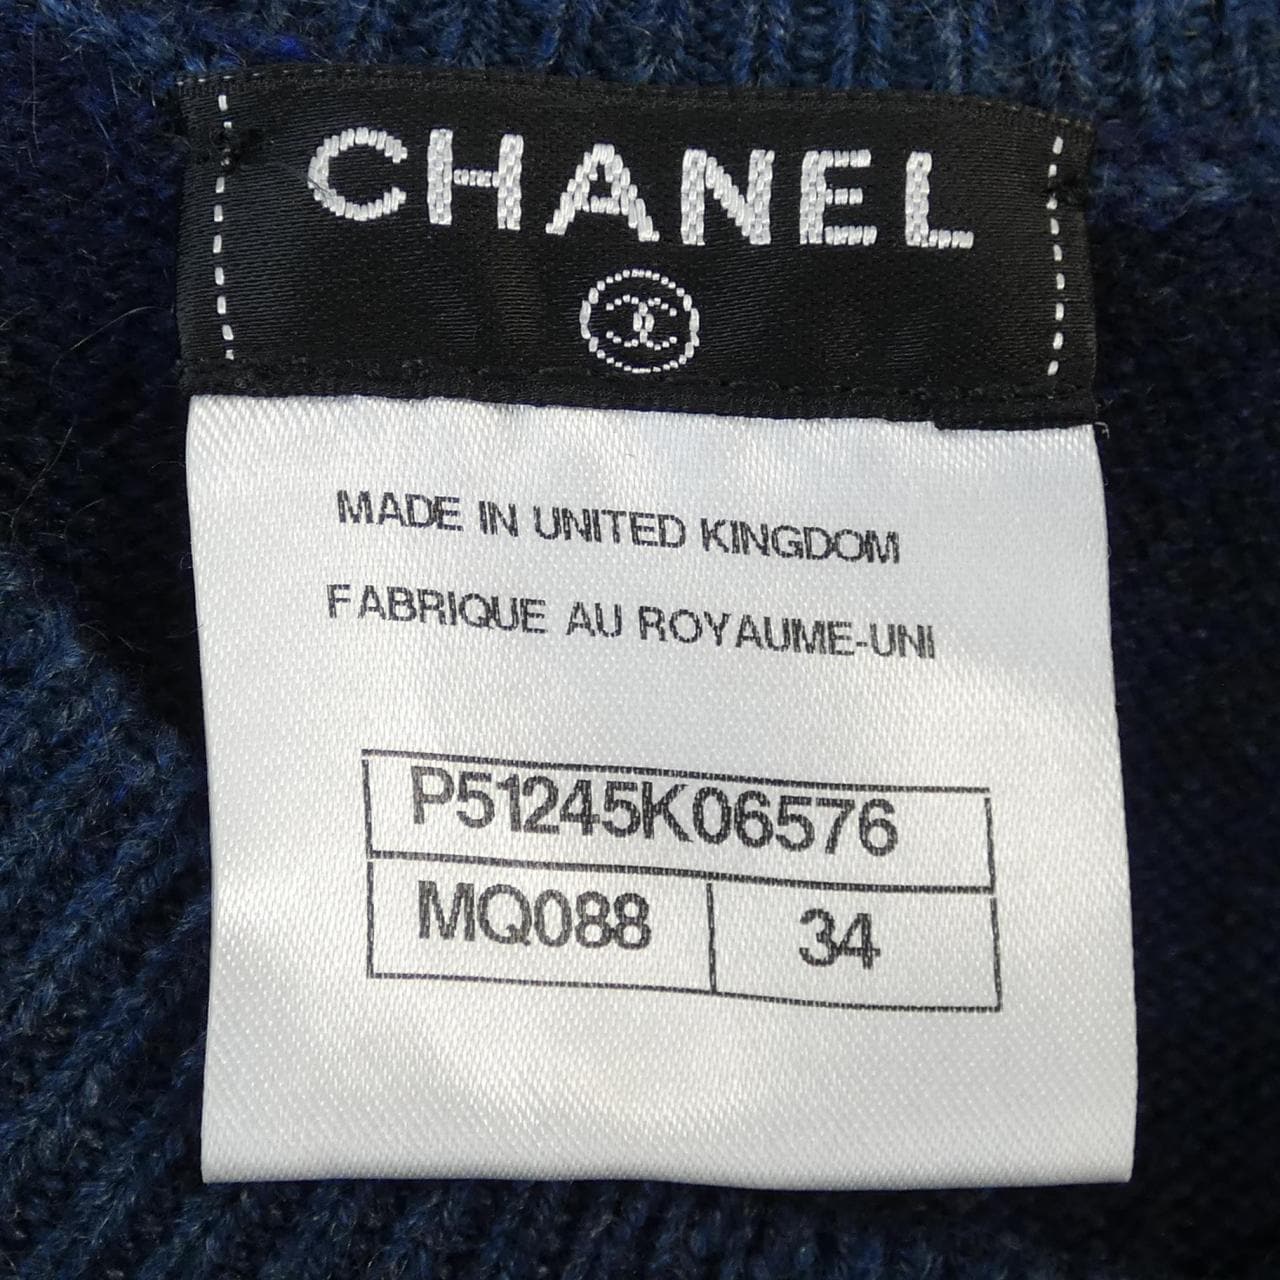 CHANEL
MADE IN UNITED KINGDOM
FABRIQUE AU ROYAUME-UNI
P51245K06576
MQ088 34